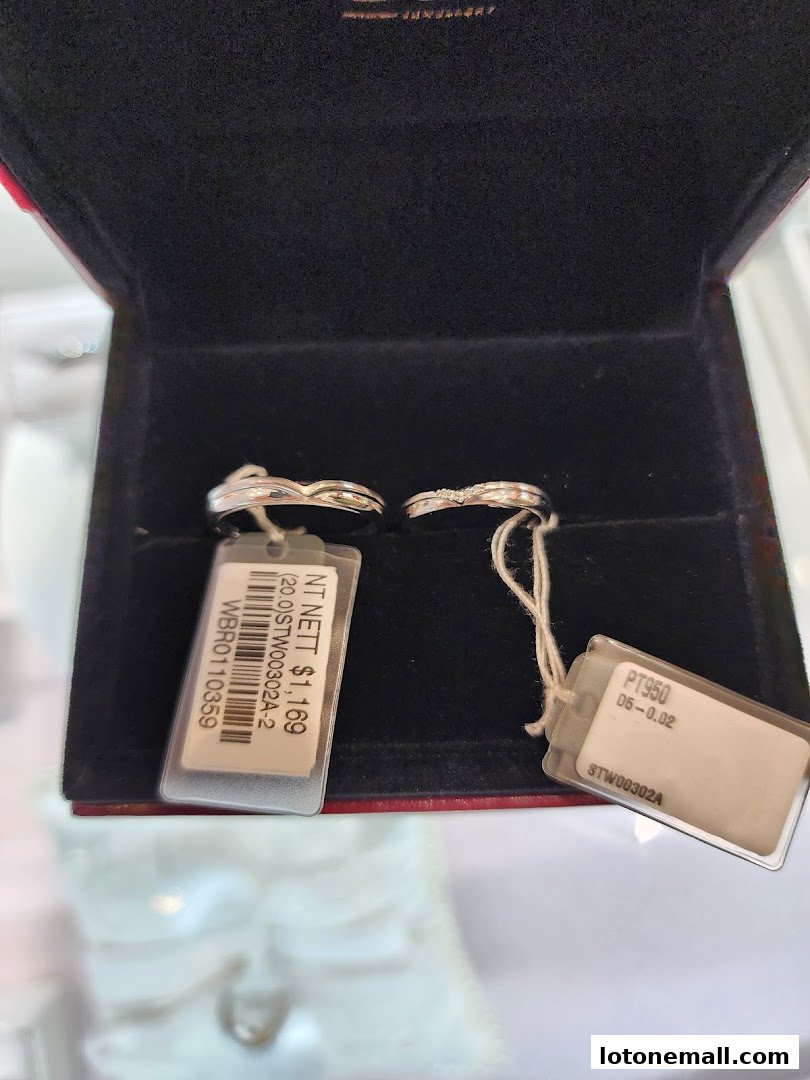 NT NETT $1,169
(20.0)STW00302A-2
WBR0110359
PT950
D5-0.02
STW00302A
lotonemall.com